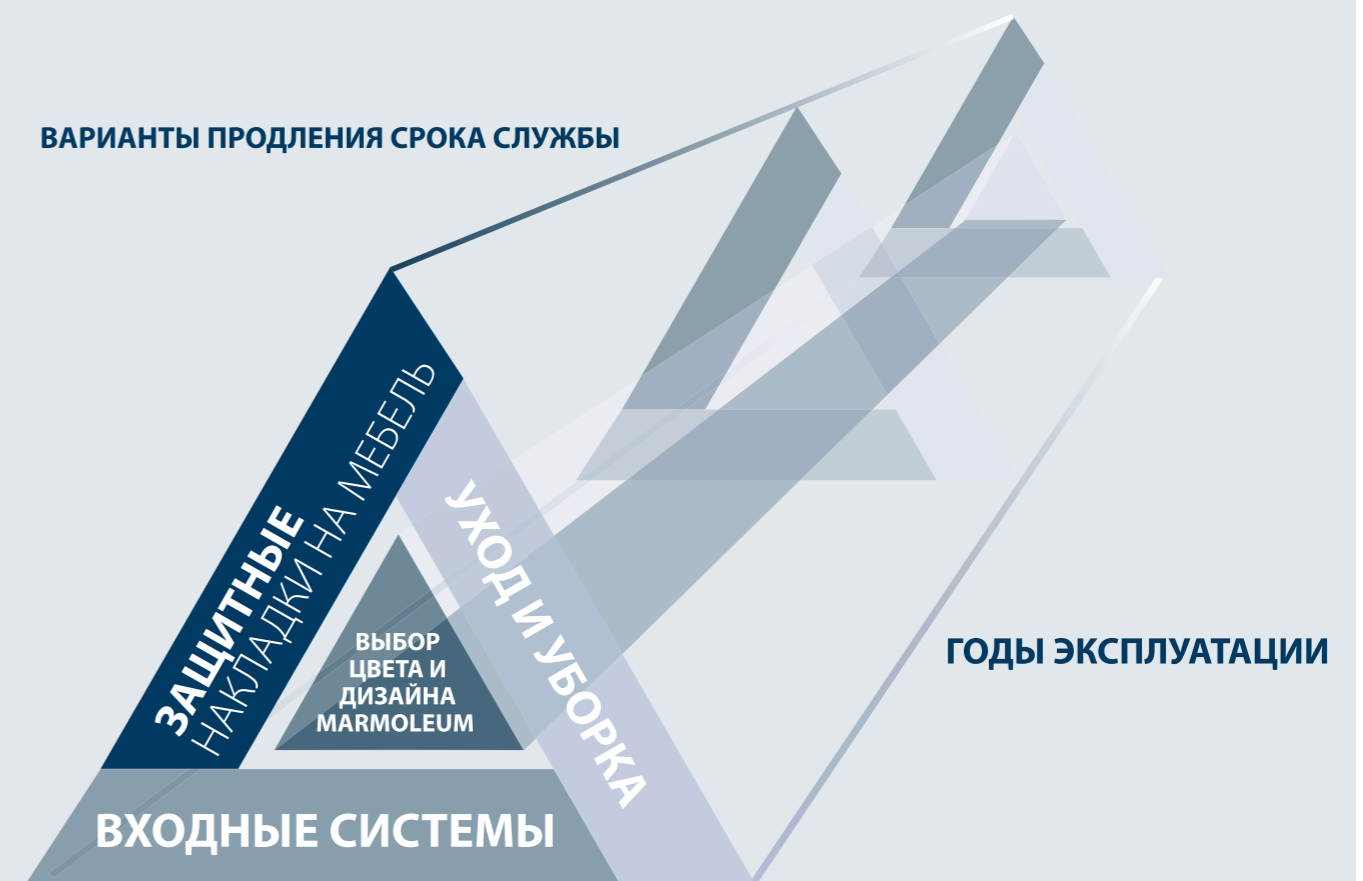 ВАРИАНТЫ ПРОДЛЕНИЯ СРОКА СЛУЖБЫ
ЗАЩИТНЫЕ
НАКЛАДКИ НА МЕБЕЛЬ
УХОД И УБОРКА
ВЫБОР
ЦВЕТА И
ДИЗАЙНА
MARMOLEUM
ГОДЫ ЭКСПЛУАТАЦИИ
ВХОДНЫЕ СИСТЕМЫ